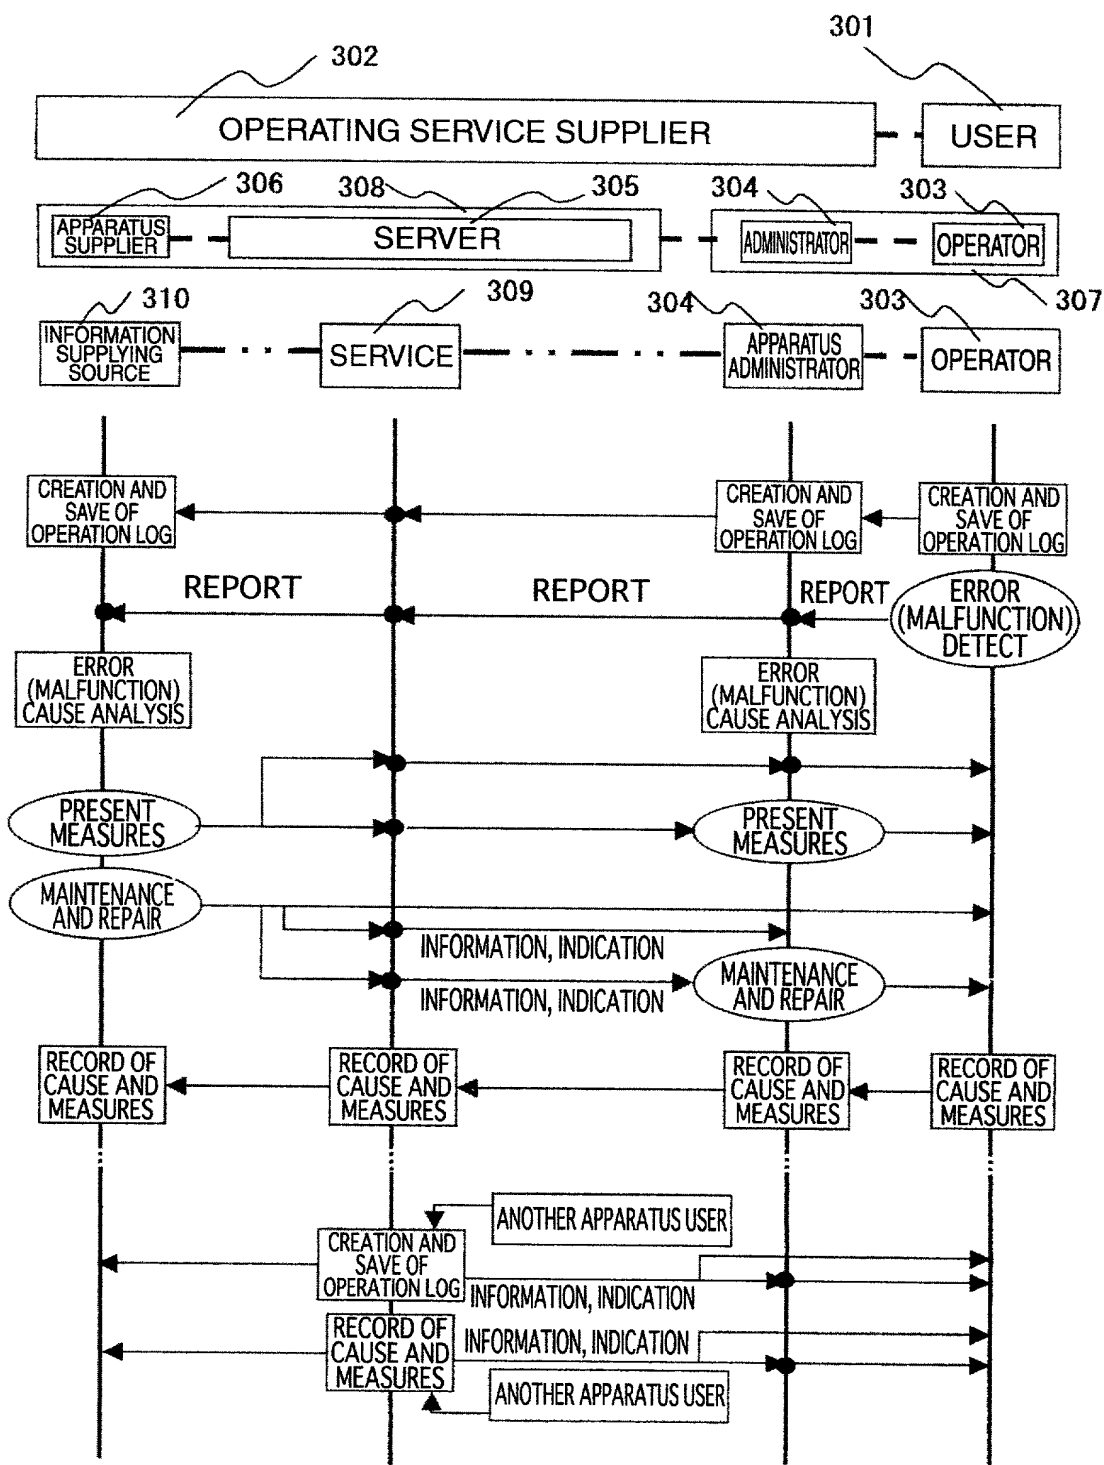 301
302
OPERATING SERVICE SUPPLIER
USER
306
308
305
304
303
APPARATUS
SUPPLIER
SERVER
ADMINISTRATOR
OPERATOR
310
309
304
303
307
INFORMATION
SUPPLYING
SOURCE
SERVICE
APPARATUS
ADMINISTRATOR
OPERATOR
CREATION AND
SAVE OF
OPERATION LOG
CREATION AND
SAVE OF
OPERATION LOG
CREATION AND
SAVE OF
OPERATION LOG
REPORT
REPORT
REPORT
ERROR
(MALFUNCTION)
DETECT
ERROR
(MALFUNCTION)
CAUSE ANALYSIS
ERROR
(MALFUNCTION)
CAUSE ANALYSIS
PRESENT
MEASURES
PRESENT
MEASURES
MAINTENANCE
AND REPAIR
INFORMATION, INDICATION
MAINTENANCE
AND REPAIR
INFORMATION, INDICATION
RECORD OF
CAUSE AND
MEASURES
RECORD OF
CAUSE AND
MEASURES
RECORD OF
CAUSE AND
MEASURES
RECORD OF
CAUSE AND
MEASURES
ANOTHER APPARATUS USER
CREATION AND
SAVE OF
OPERATION LOG
INFORMATION, INDICATION
RECORD OF
CAUSE AND
MEASURES
INFORMATION, INDICATION
ANOTHER APPARATUS USER